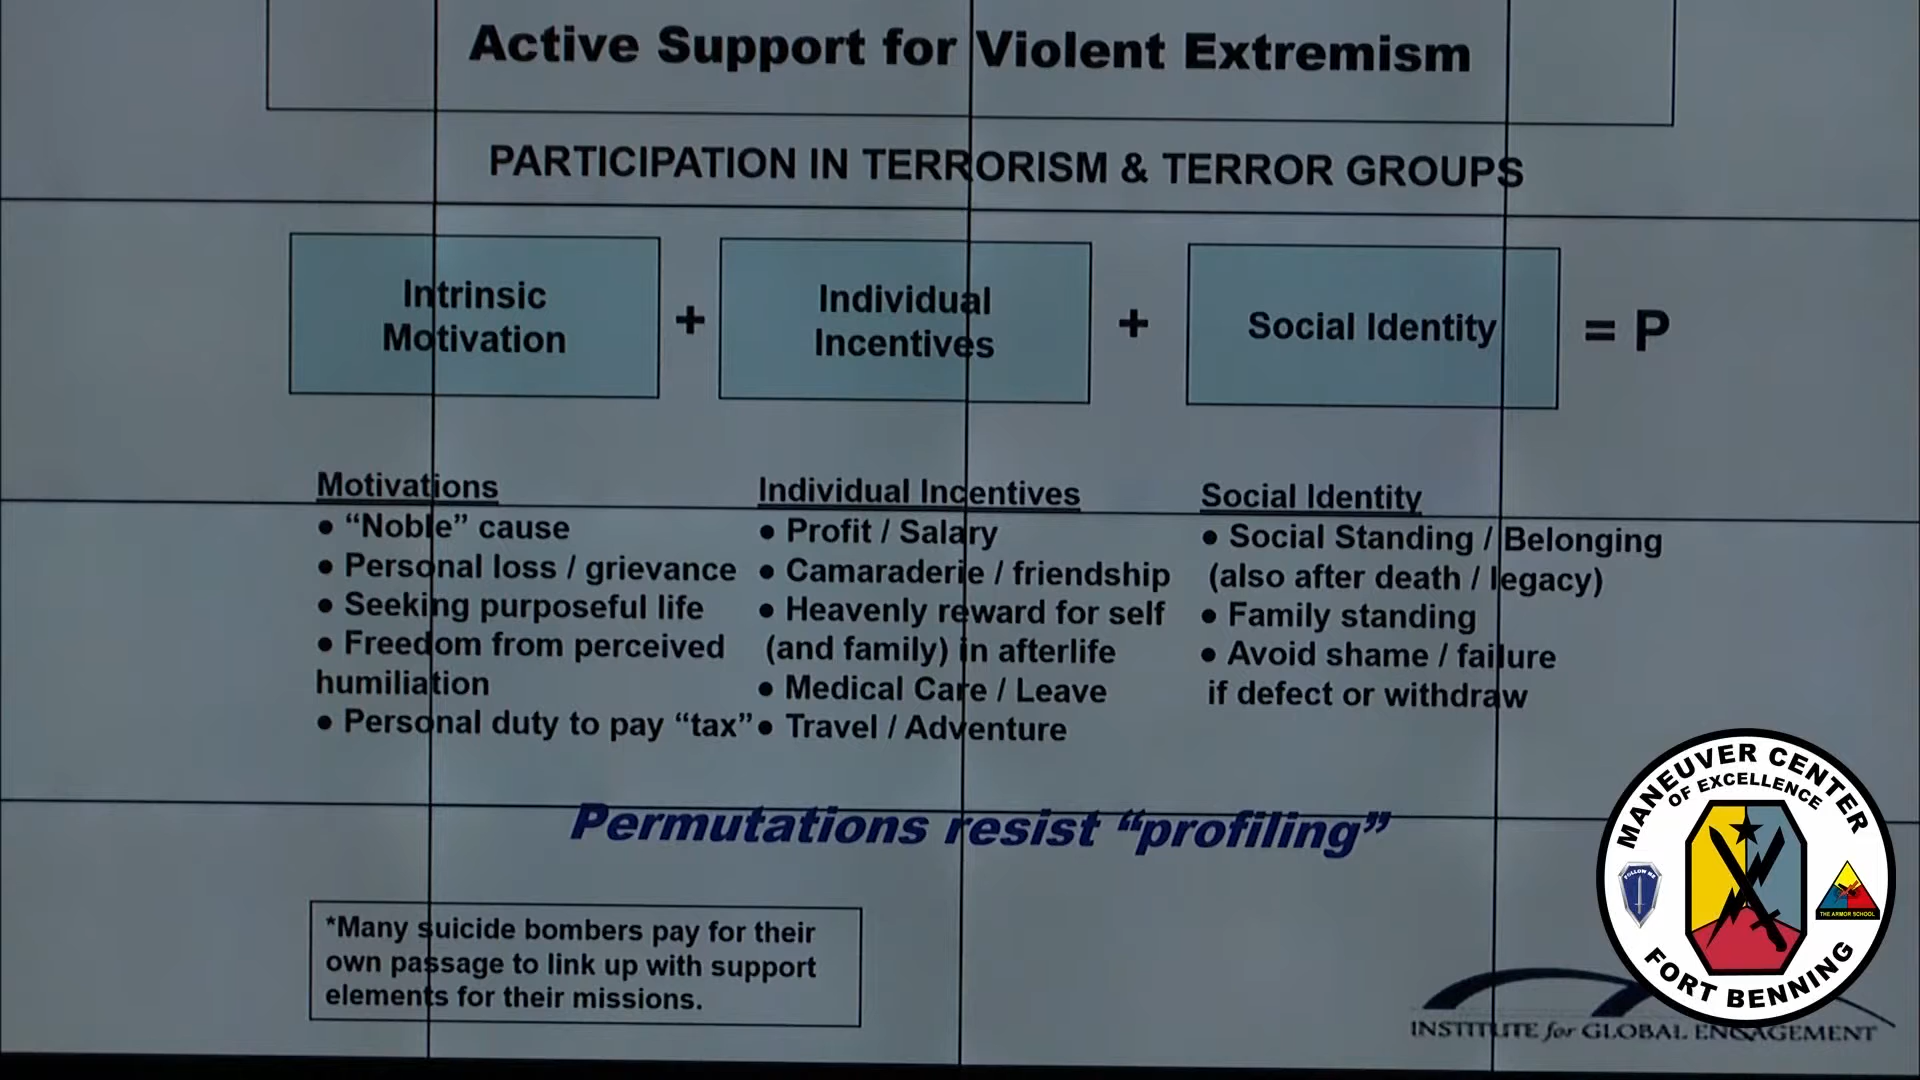 Active Support for Violent Extremism
PARTICIPATION IN TERRORISM & TERROR GROUPS
Intrinsic
Motivation
+
Individual
Incentives
+
Social Identity
= P
Motivations
● “Noble” cause
● Personal loss / grievance
● Seeking purposeful life
● Freedom from perceived
humiliation
● Personal duty to pay “tax”
Individual Incentives
● Profit / Salary
● Camaraderie / friendship
● Heavenly reward for self
(and family) in afterlife
● Medical Care / Leave
● Travel / Adventure
Social Identity
● Social Standing / Belonging
(also after death / legacy)
● Family standing
● Avoid shame / failure
if defect or withdraw
Permutations resist “profiling”
*Many suicide bombers pay for their
own passage to link up with support
elements for their missions.
MANEUVER CENTER
OF EXCELLENCE
FOLLOW ME
THE ARMOR SCHOOL
FORT BENNING
INSTITUTE for GLOBAL ENGAGEMENT